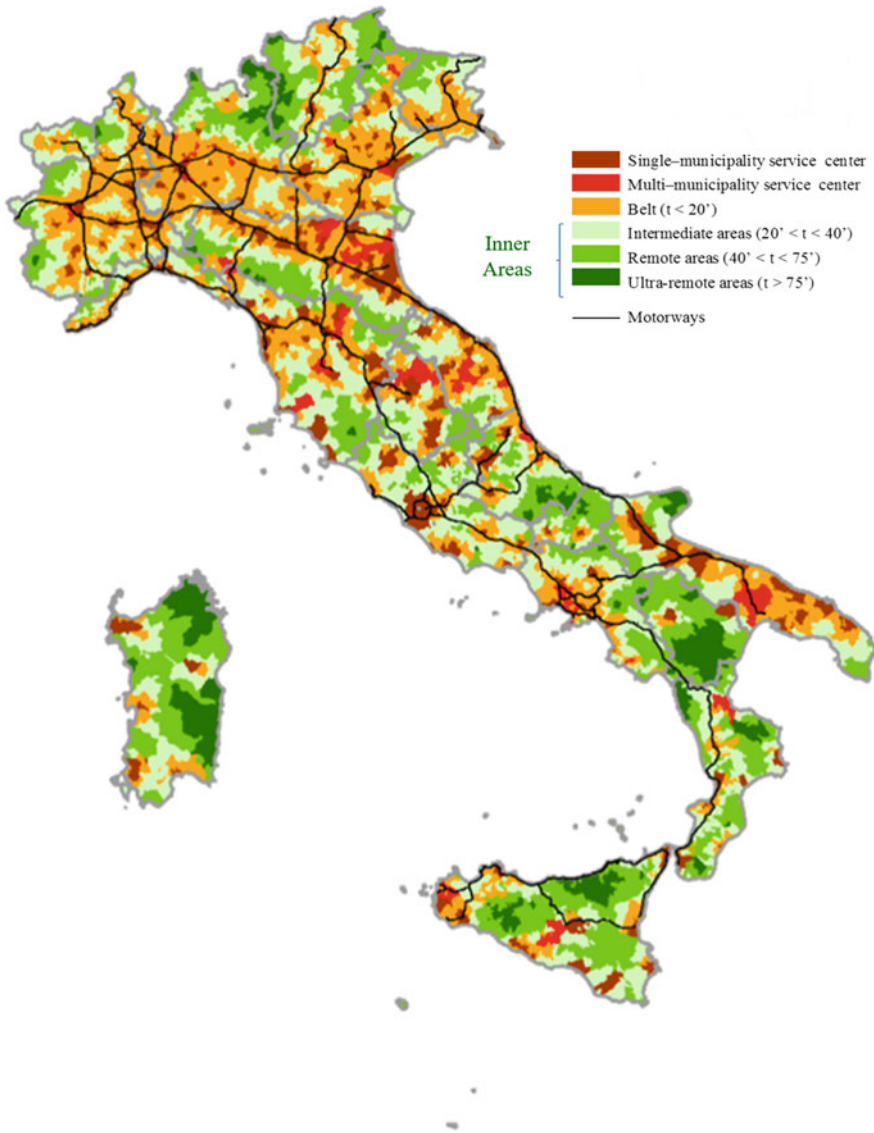 Single–municipality service center
Multi–municipality service center
Belt (t < 20')
Intermediate areas (20' < t < 40')
Remote areas (40' < t < 75')
Ultra-remote areas (t > 75')
Inner
Areas
Motorways